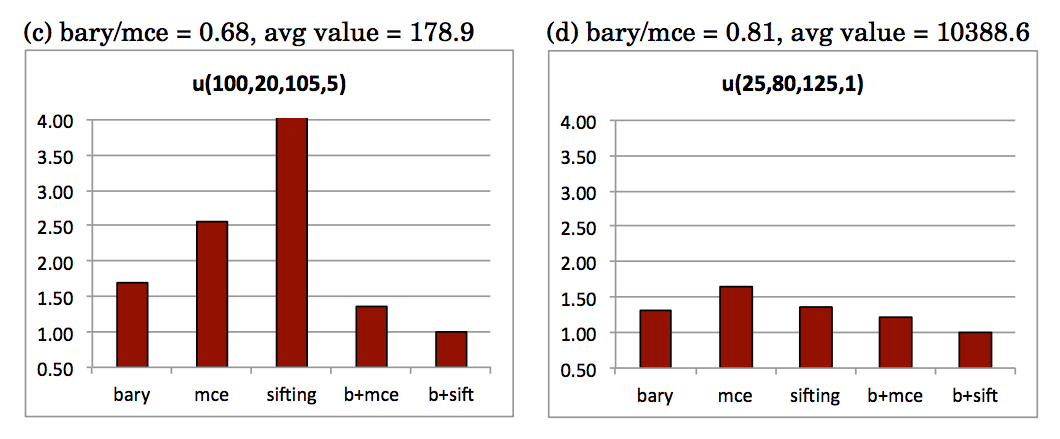 (c) bary/mce = 0.68, avg value = 178.9
u(100,20,105,5)
4.00
3.50
3.00
2.50
2.00
1.50
1.00
0.50
bary mce sifting b+mce b+sift
(d) bary/mce = 0.81, avg value = 10388.6
u(25,80,125,1)
4.00
3.50
3.00
2.50
2.00
1.50
1.00
0.50
bary mce sifting b+mce b+sift